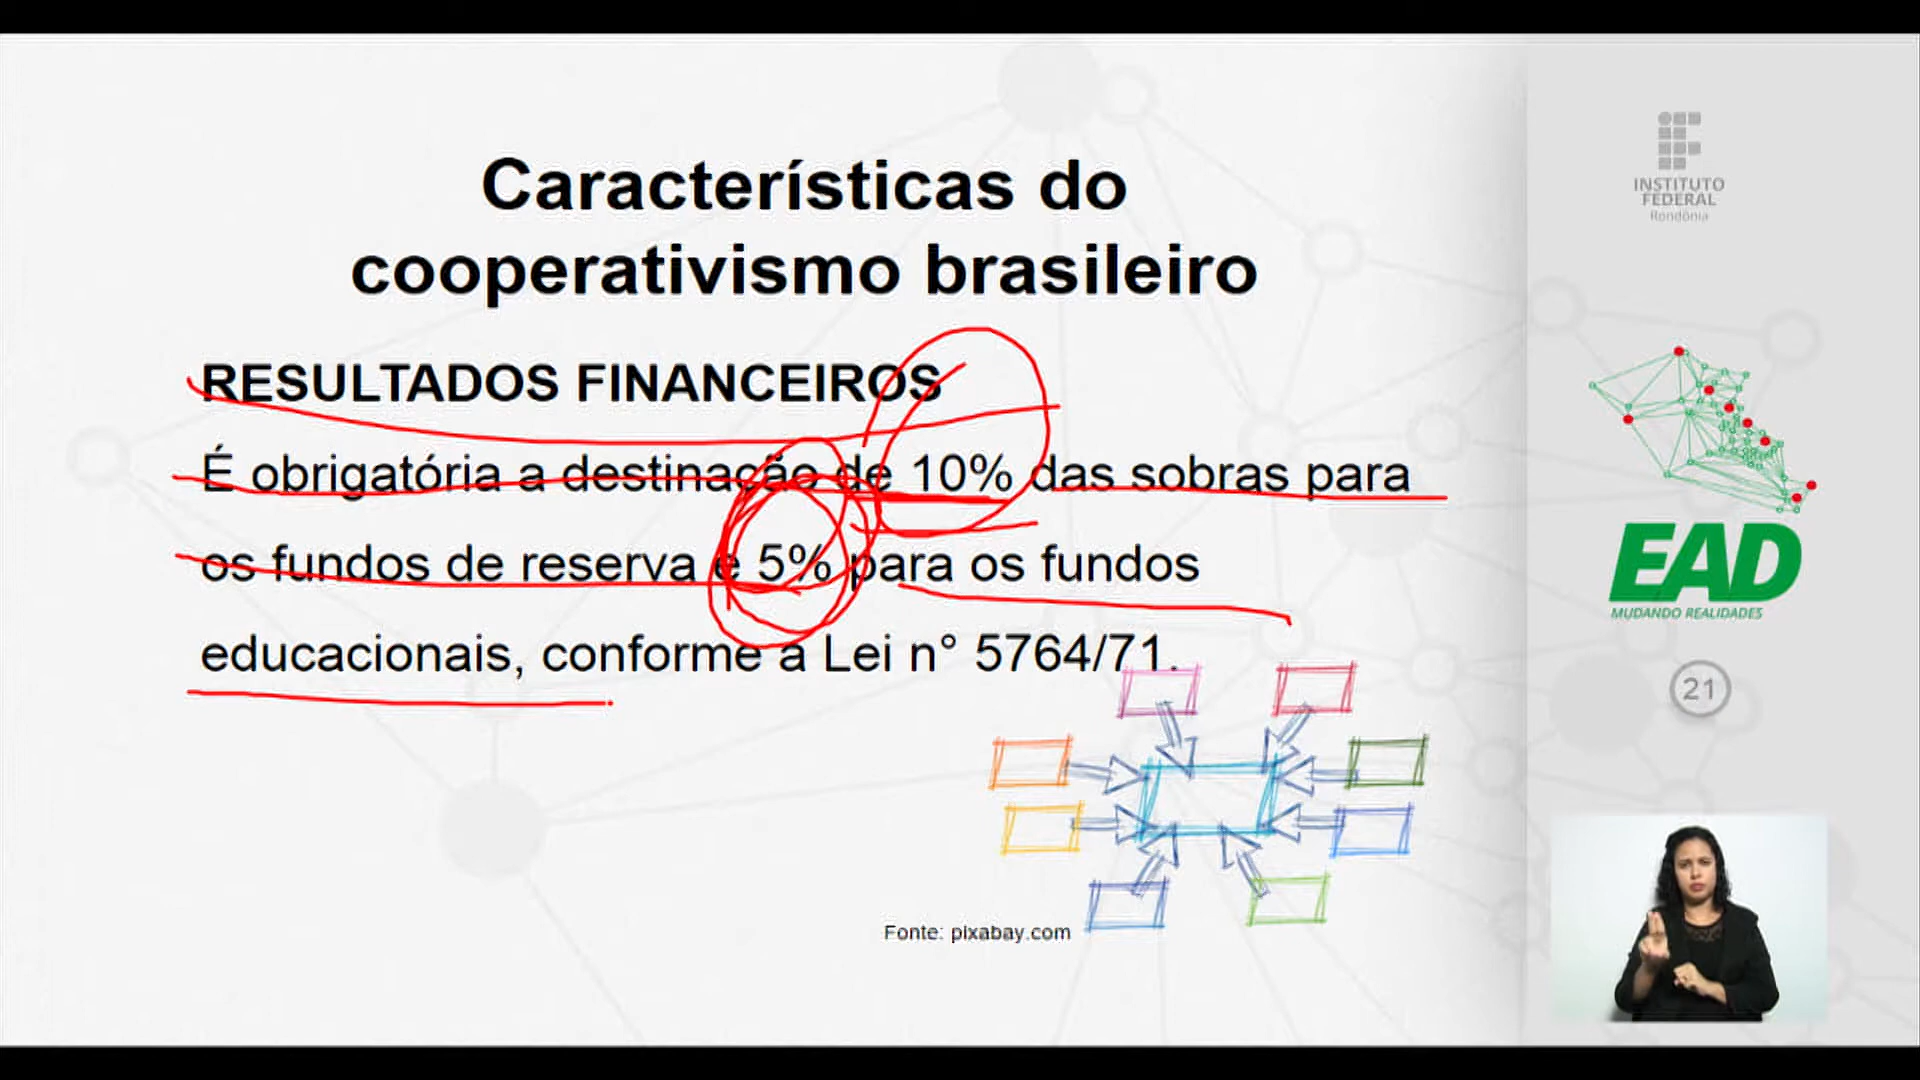 Características do
cooperativismo brasileiro
RESULTADOS FINANCEIROS
É obrigatória a destinação de 10% das sobras para
os fundos de reserva e 5% para os fundos
educacionais, conforme a Lei n° 5764/71.
Fonte: pixabay.com
INSTITUTO
FEDERAL
Rondônia
EAD
MUDANDO REALIDADES
21